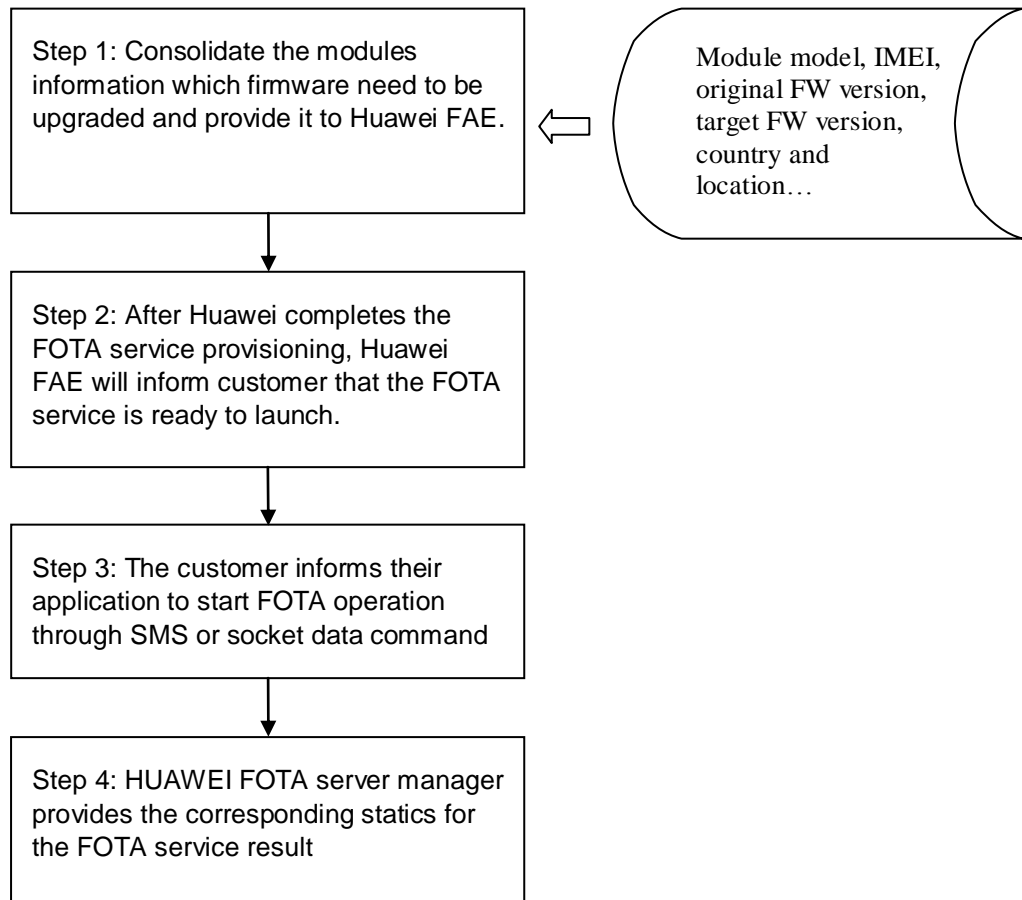 Step 1: Consolidate the modules
information which firmware need to be
upgraded and provide it to Huawei FAE.
Module model, IMEI,
original FW version,
target FW version,
country and
location…
Step 2: After Huawei completes the
FOTA service provisioning, Huawei
FAE will inform customer that the FOTA
service is ready to launch.
Step 3: The customer informs their
application to start FOTA operation
through SMS or socket data command
Step 4: HUAWEI FOTA server manager
provides the corresponding statics for
the FOTA service result